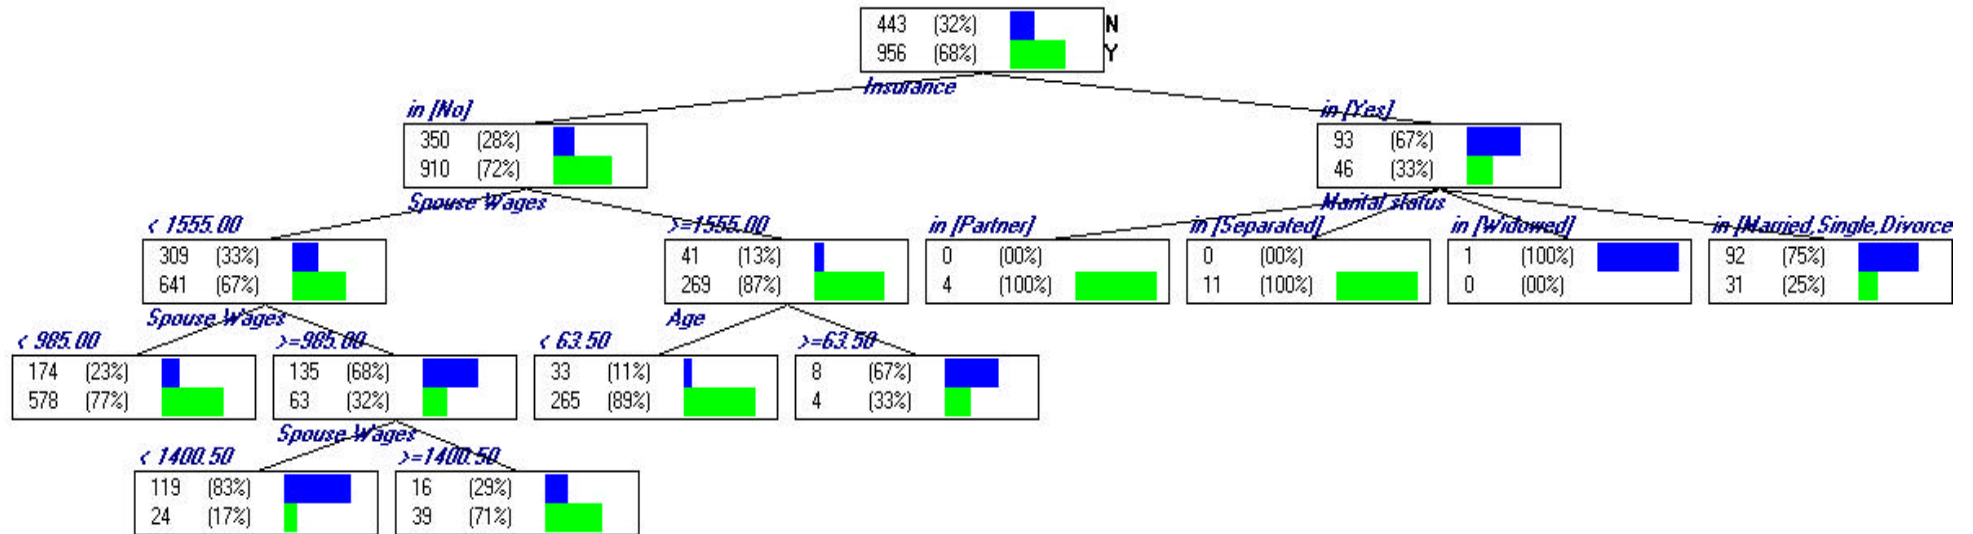 443 (32%) N
956 (68%) Y
Insurance
in [No]
350 (28%)
910 (72%)
in [Yes]
93 (67%)
46 (33%)
Spouse Wages
Marital status
< 1555.00
309 (33%)
641 (67%)
>=1555.00
41 (13%)
269 (87%)
in [Partner]
0 (00%)
4 (100%)
in [Separated]
0 (00%)
11 (100%)
in [Widowed]
1 (100%)
0 (00%)
in [Married,Single,Divorce
92 (75%)
31 (25%)
Spouse Wages
Age
< 985.00
174 (23%)
578 (77%)
>=985.00
135 (68%)
63 (32%)
< 63.50
33 (11%)
265 (89%)
>=63.50
8 (67%)
4 (33%)
Spouse Wages
< 1400.50
119 (83%)
24 (17%)
>=1400.50
16 (29%)
39 (71%)